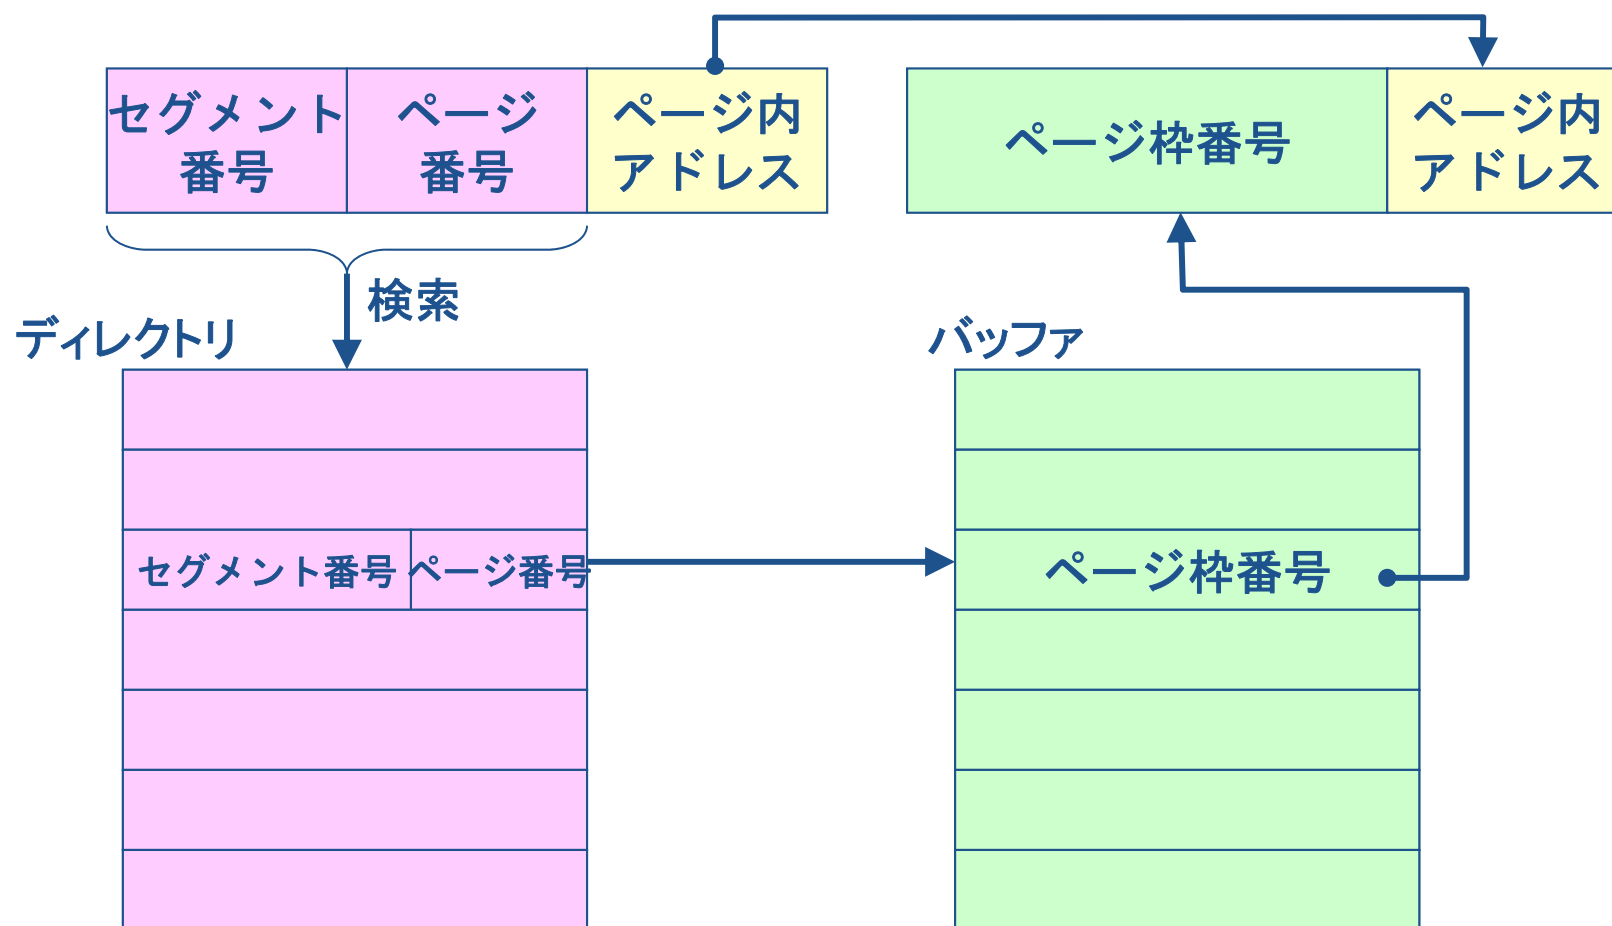 セグメント
番号
ページ
番号
ページ内
アドレス
ページ枠番号
ページ内
アドレス
検索
ディレクトリ
バッファ
セグメント番号
ページ番号
ページ枠番号